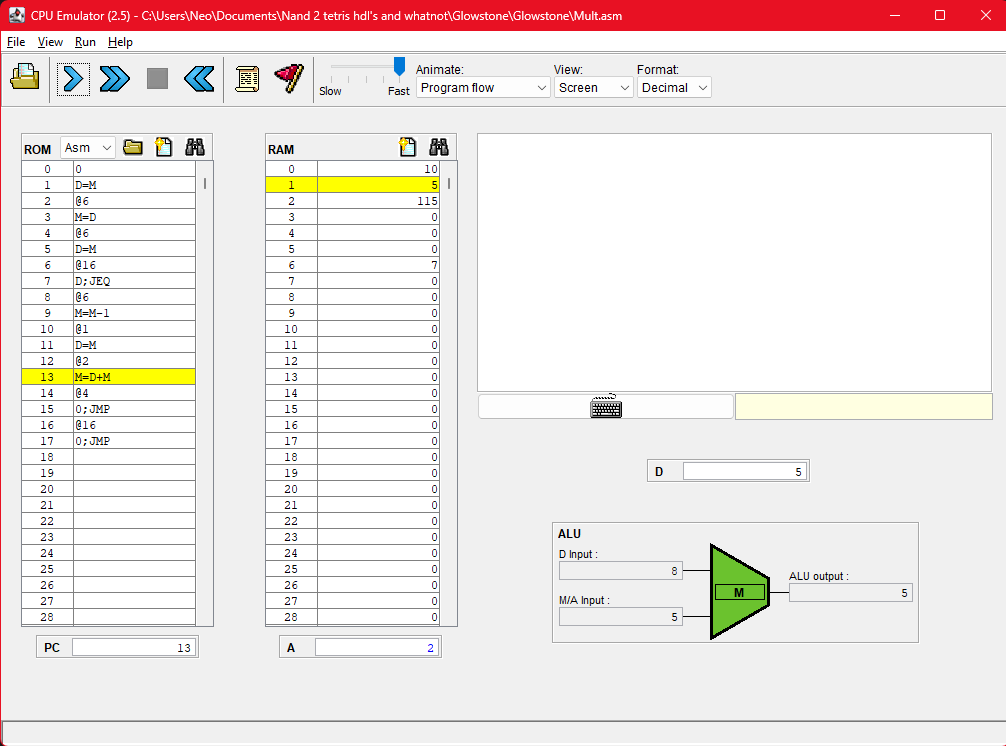 CPU Emulator (2.5) - C:\Users\Neo\Documents\Nand 2 tetris hdl's and whatnot\Glowstone\Glowstone\Mult.asm
File View Run Help
Slow Fast
Animate: View: Format:
Program flow Screen Decimal
ROM Asm
0 0
1 D=M
2 @6
3 M=D
4 @6
5 D=M
6 @16
7 D;JEQ
8 @6
9 M=M-1
10 @1
11 D=M
12 @2
13 M=D+M
14 @4
15 0;JMP
16 @16
17 0;JMP
18
19
20
21
22
23
24
25
26
27
28
PC 13
RAM
0 10
1 5
2 115
3 0
4 0
5 0
6 7
7 0
8 0
9 0
10 0
11 0
12 0
13 0
14 0
15 0
16 0
17 0
18 0
19 0
20 0
21 0
22 0
23 0
24 0
25 0
26 0
27 0
28 0
A 2
D 5
ALU
D Input :
8
M/A Input :
5
M
ALU output :
5